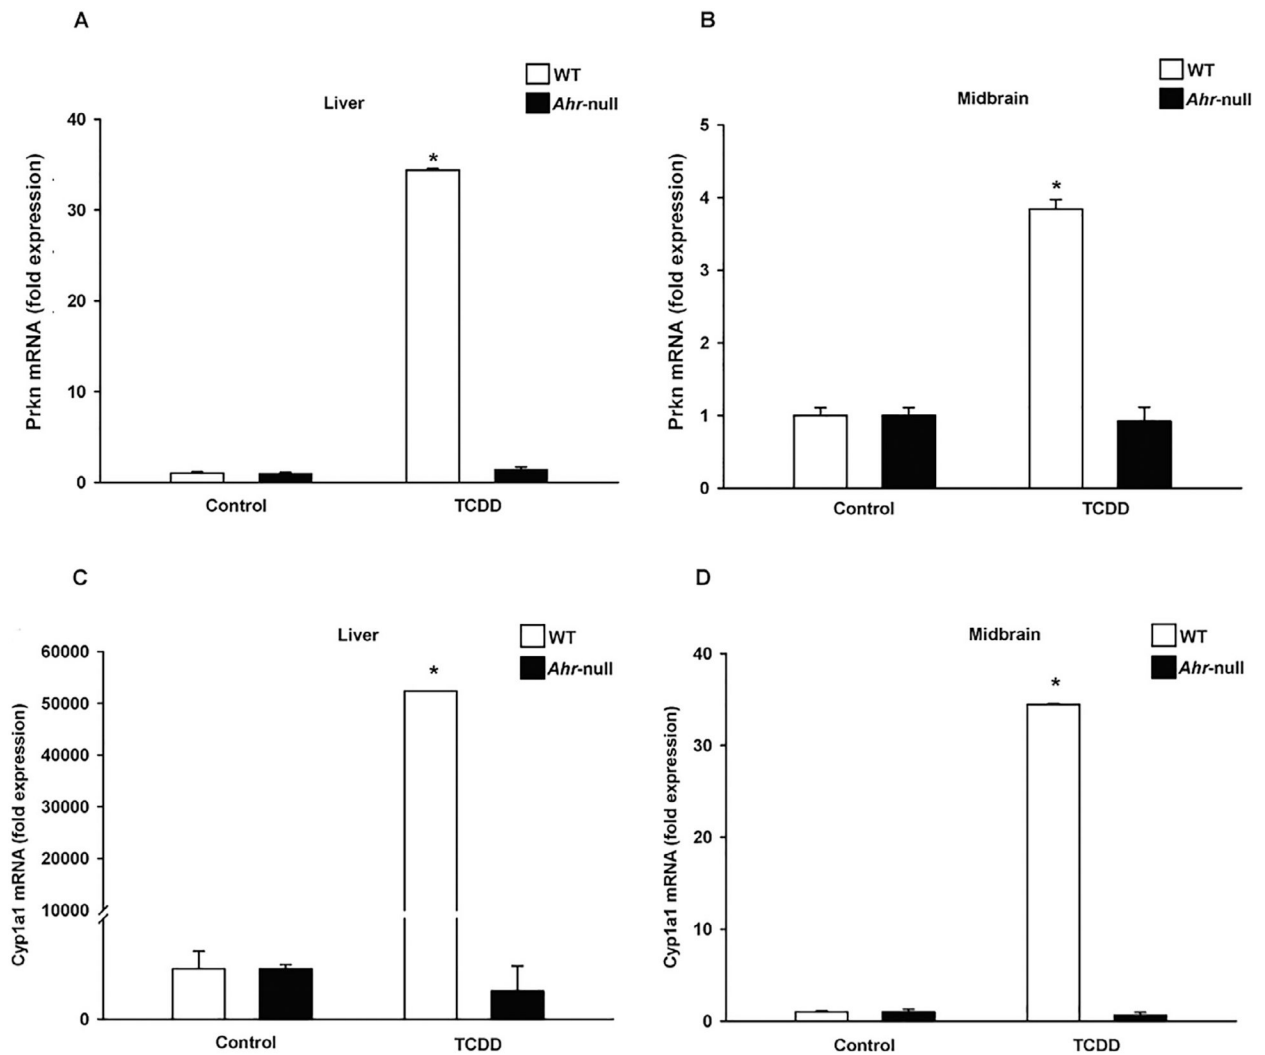 A
WT
Ahr-null
Liver
Prkn mRNA (fold expression)
40
*
30
20
10
0
Control
TCDD
B
WT
Ahr-null
Midbrain
Prkn mRNA (fold expression)
5
*
4
3
2
1
0
Control
TCDD
C
WT
Ahr-null
Liver
Cyp1a1 mRNA (fold expression)
60000
*
50000
40000
30000
20000
10000
0
Control
TCDD
D
WT
Ahr-null
Midbrain
Cyp1a1 mRNA (fold expression)
40
*
30
20
10
0
Control
TCDD